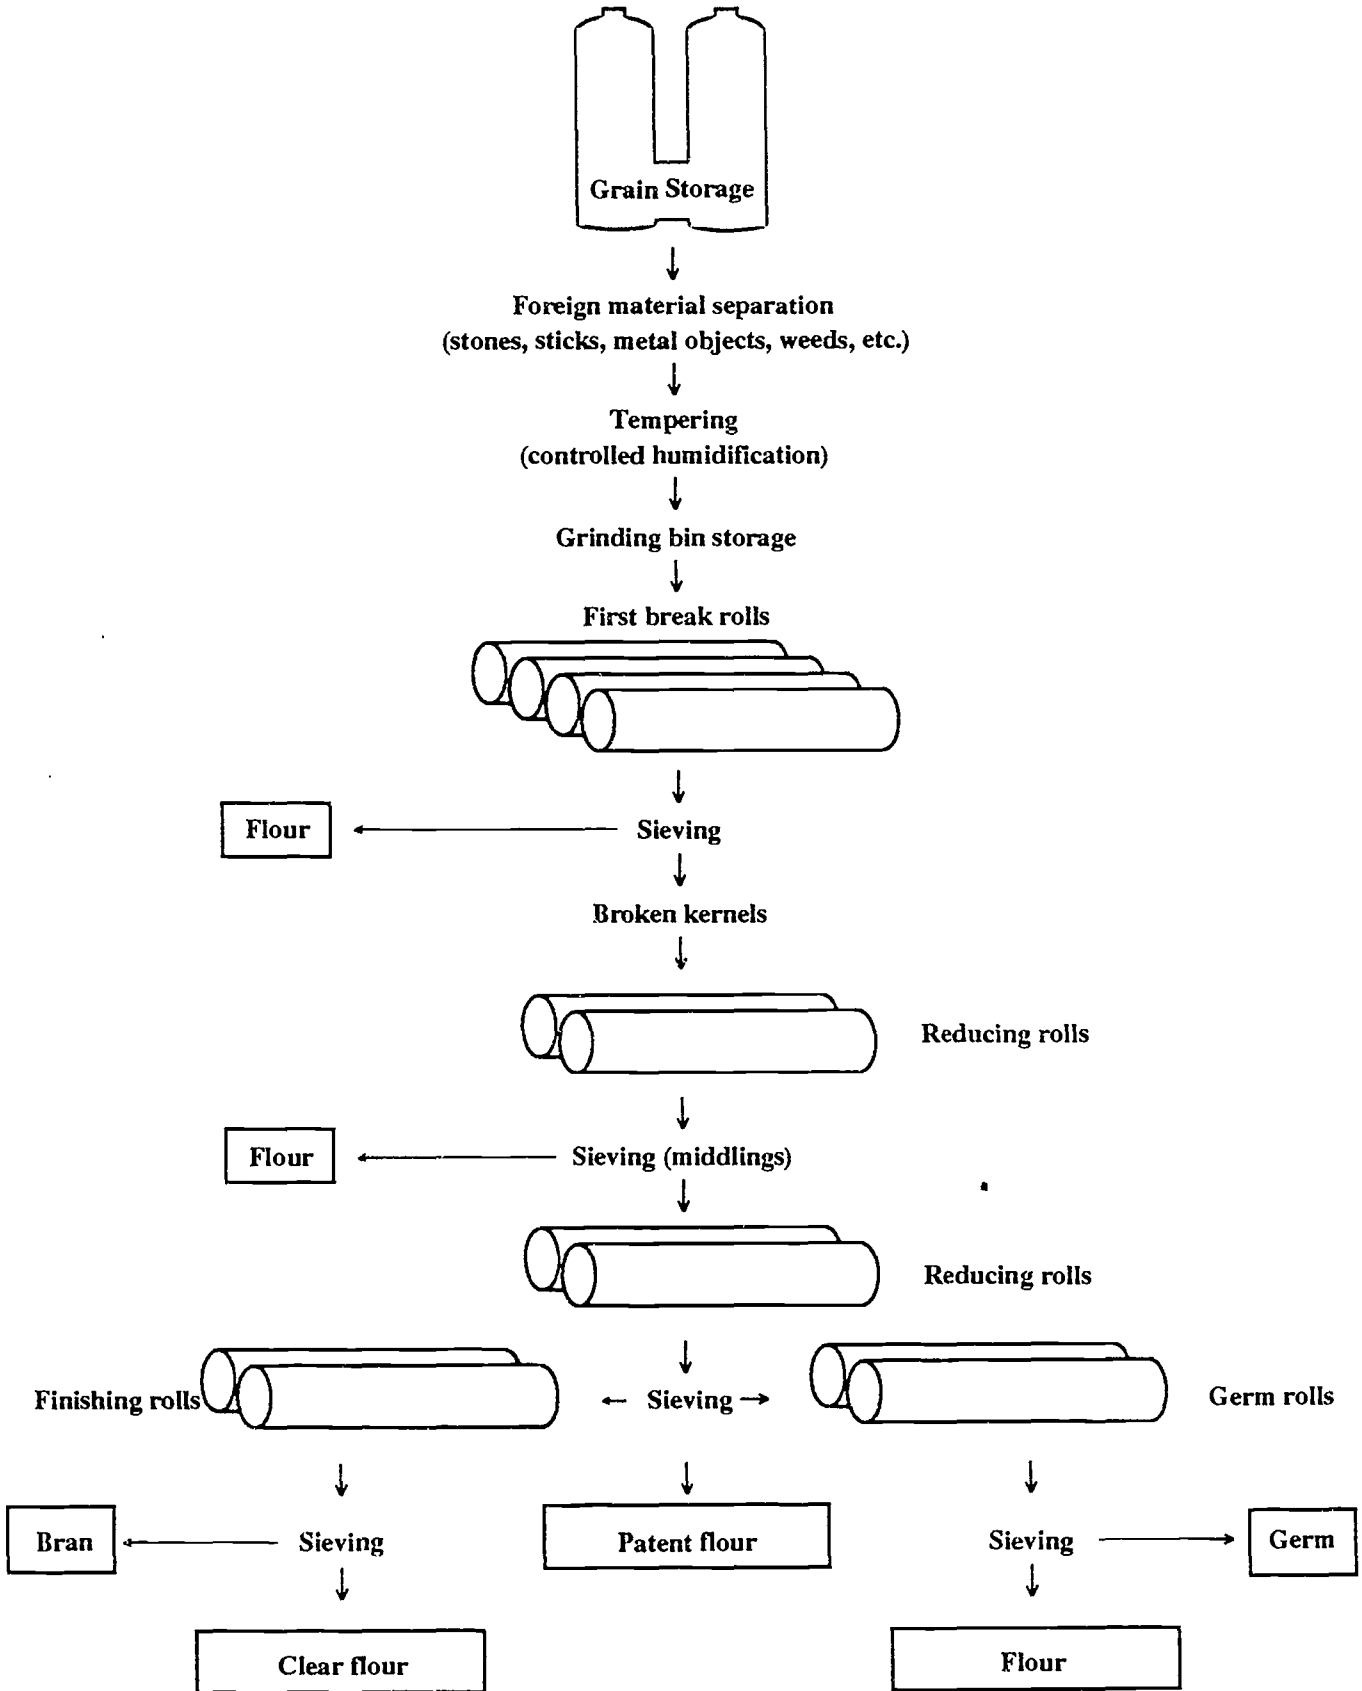 Grain Storage
Foreign material separation
(stones, sticks, metal objects, weeds, etc.)
Tempering
(controlled humidification)
Grinding bin storage
First break rolls
Flour
Sieving
Broken kernels
Reducing rolls
Flour
Sieving (middlings)
Reducing rolls
Finishing rolls
Sieving
Germ rolls
Bran
Sieving
Patent flour
Sieving
Germ
Clear flour
Flour